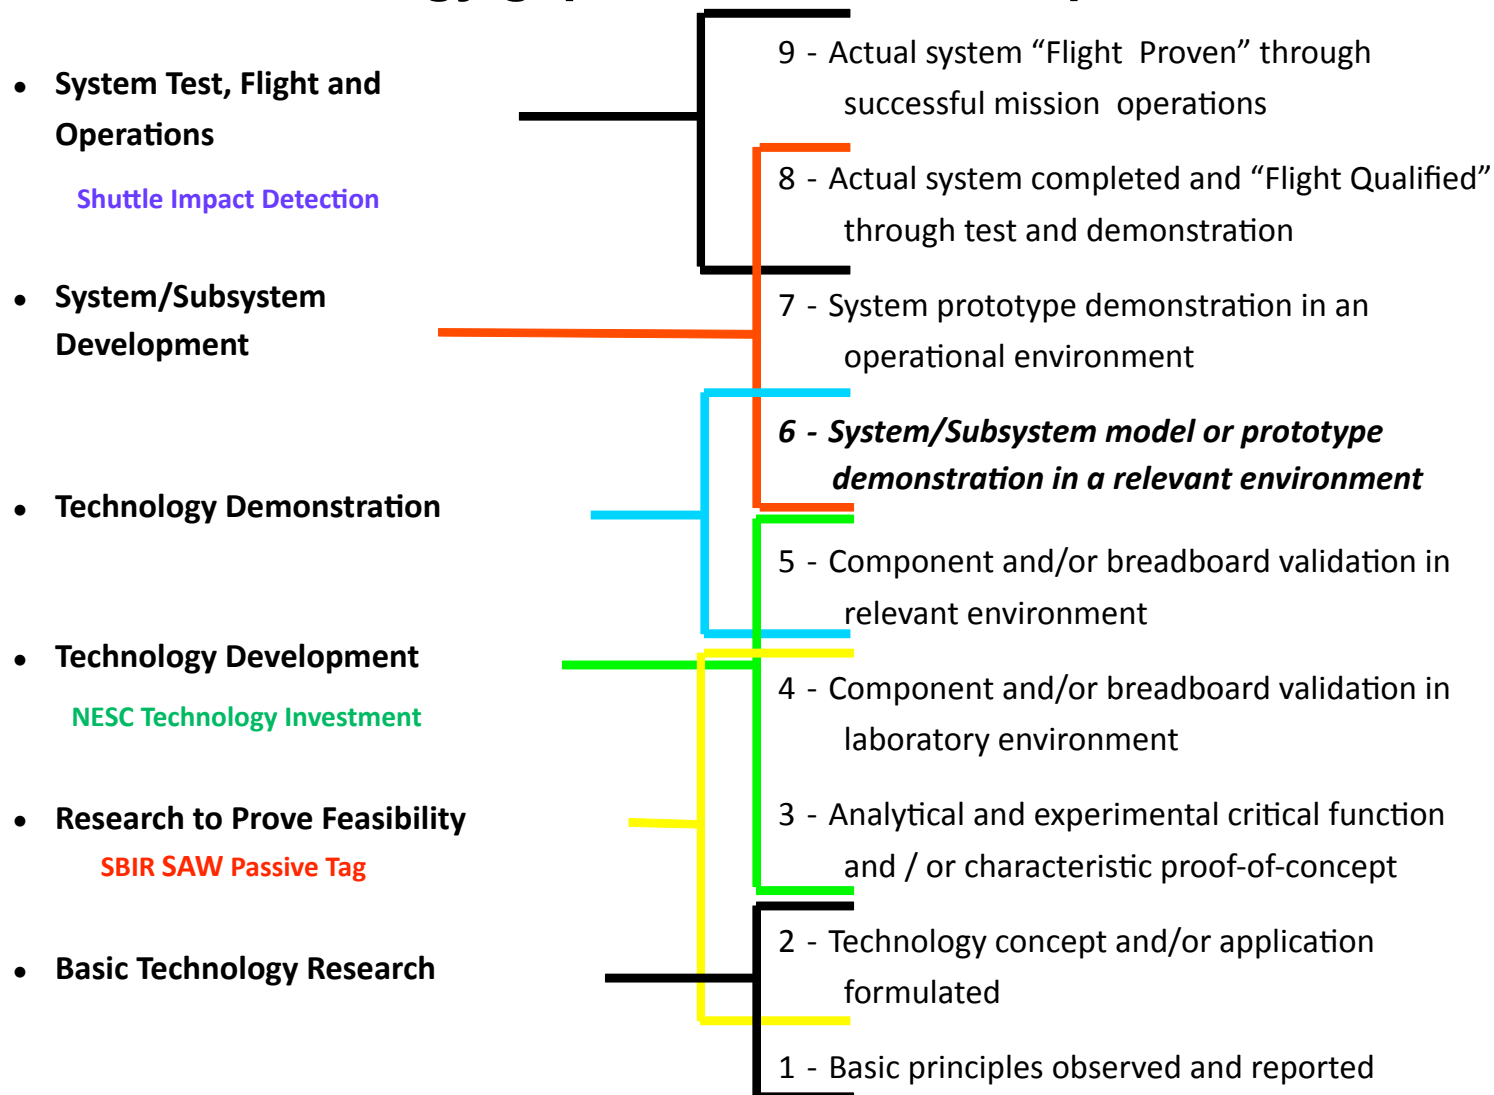 • System Test, Flight and
Operations
Shuttle Impact Detection
• System/Subsystem
Development
• Technology Demonstration
• Technology Development
NESC Technology Investment
• Research to Prove Feasibility
SBIR SAW Passive Tag
• Basic Technology Research
9 - Actual system “Flight  Proven” through
successful mission  operations
8 - Actual system completed and “Flight Qualified”
through test and demonstration
7 - System prototype demonstration in an
operational environment
6 - System/Subsystem model or prototype
demonstration in a relevant environment
5 - Component and/or breadboard validation in
relevant environment
4 - Component and/or breadboard validation in
laboratory environment
3 - Analytical and experimental critical function
and / or characteristic proof-of-concept
2 - Technology concept and/or application
formulated
1 - Basic principles observed and reported